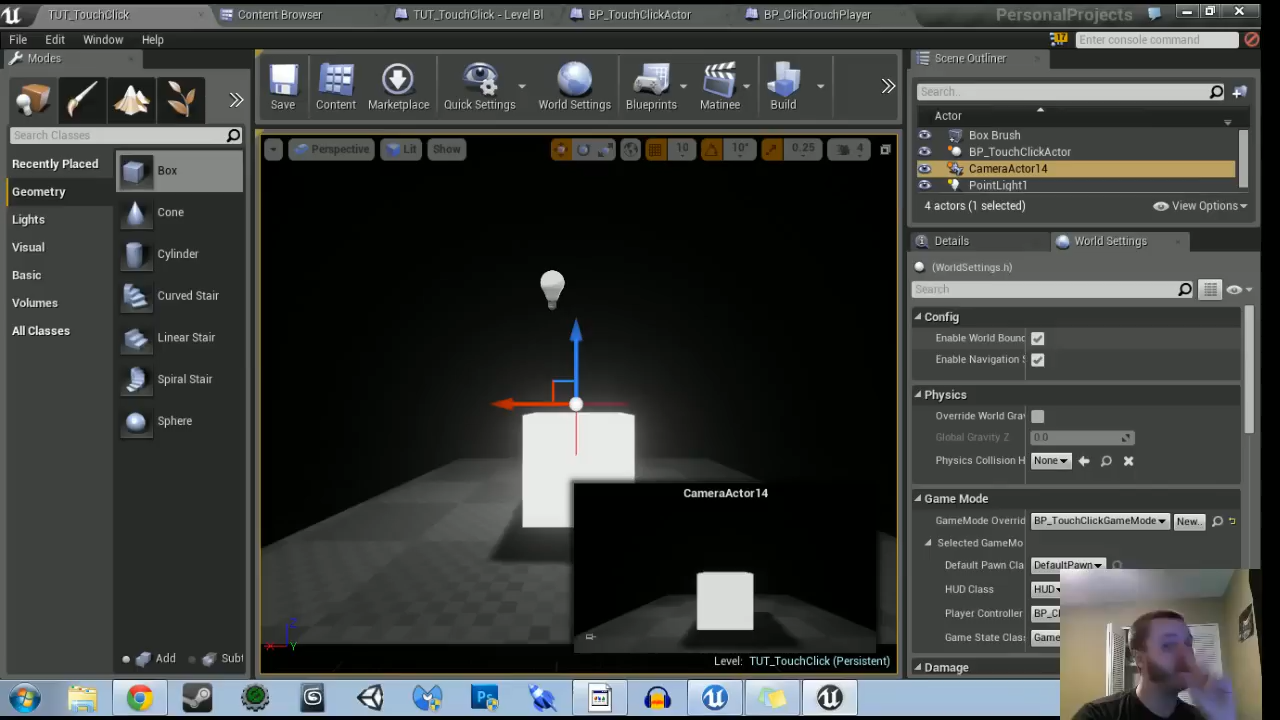 TUT_TouchClick
Content Browser
TUT_TouchClick - Level Bl
BP_TouchClickActor
BP_ClickTouchPlayer
PersonalProjects
File Edit Window Help
17
Enter console command
Modes
Search Classes
Recently Placed
Geometry
Lights
Visual
Basic
Volumes
All Classes
Box
Cone
Cylinder
Curved Stair
Linear Stair
Spiral Stair
Sphere
Add
Subt
Save
Content
Marketplace
Quick Settings
World Settings
Blueprints
Matinee
Build
Perspective
Lit
Show
10
10°
0.25
4
CameraActor14
Level: TUT_TouchClick (Persistent)
X
Y
Z
Scene Outliner
Search..
Actor
Box Brush
BP_TouchClickActor
CameraActor14
PointLight1
4 actors (1 selected)
View Options
Details
World Settings
(WorldSettings.h)
Search
Config
Enable World Bound
Enable Navigation S
Physics
Override World Grav
Global Gravity Z
0.0
Physics Collision H
None
Game Mode
GameMode Overrid
BP_TouchClickGameMode
New..
Selected GameMo
Default Pawn Cla
DefaultPawn
HUD Class
HUD
Player Controller
BP_Cl
Game State Class
Game
Damage
Ps